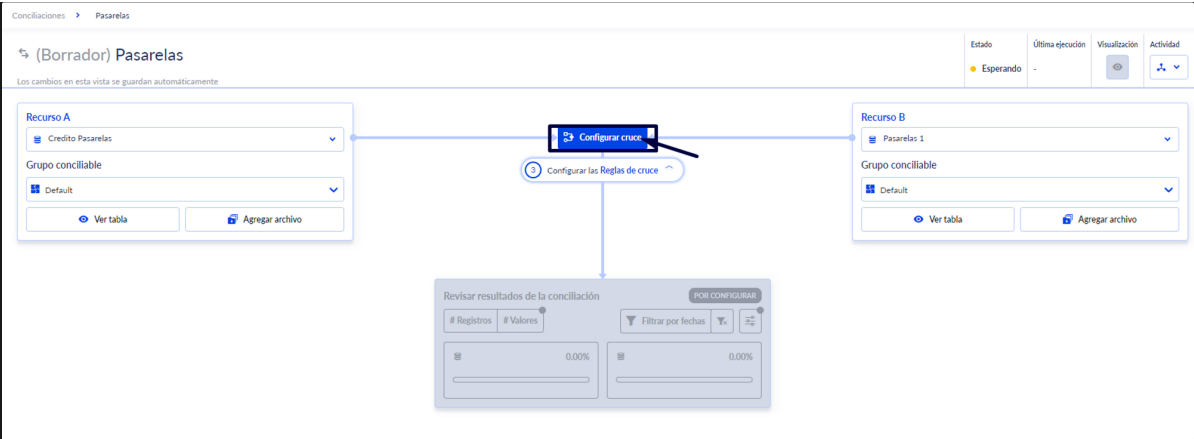 Conciliaciones > Pasarelas
(Borrador) Pasarelas
Los cambios en esta vista se guardan automáticamente
Estado
Esperando
Última ejecución
-
Visualización
Actividad
Recurso A
Credito Pasarelas
Grupo conciliable
Default
Ver tabla
Agregar archivo
Configurar cruce
3 Configurar las Reglas de cruce
Recurso B
Pasarelas 1
Grupo conciliable
Default
Ver tabla
Agregar archivo
Revisar resultados de la conciliación
POR CONFIGURAR
# Registros
# Valores
Filtrar por fechas
0.00%
0.00%